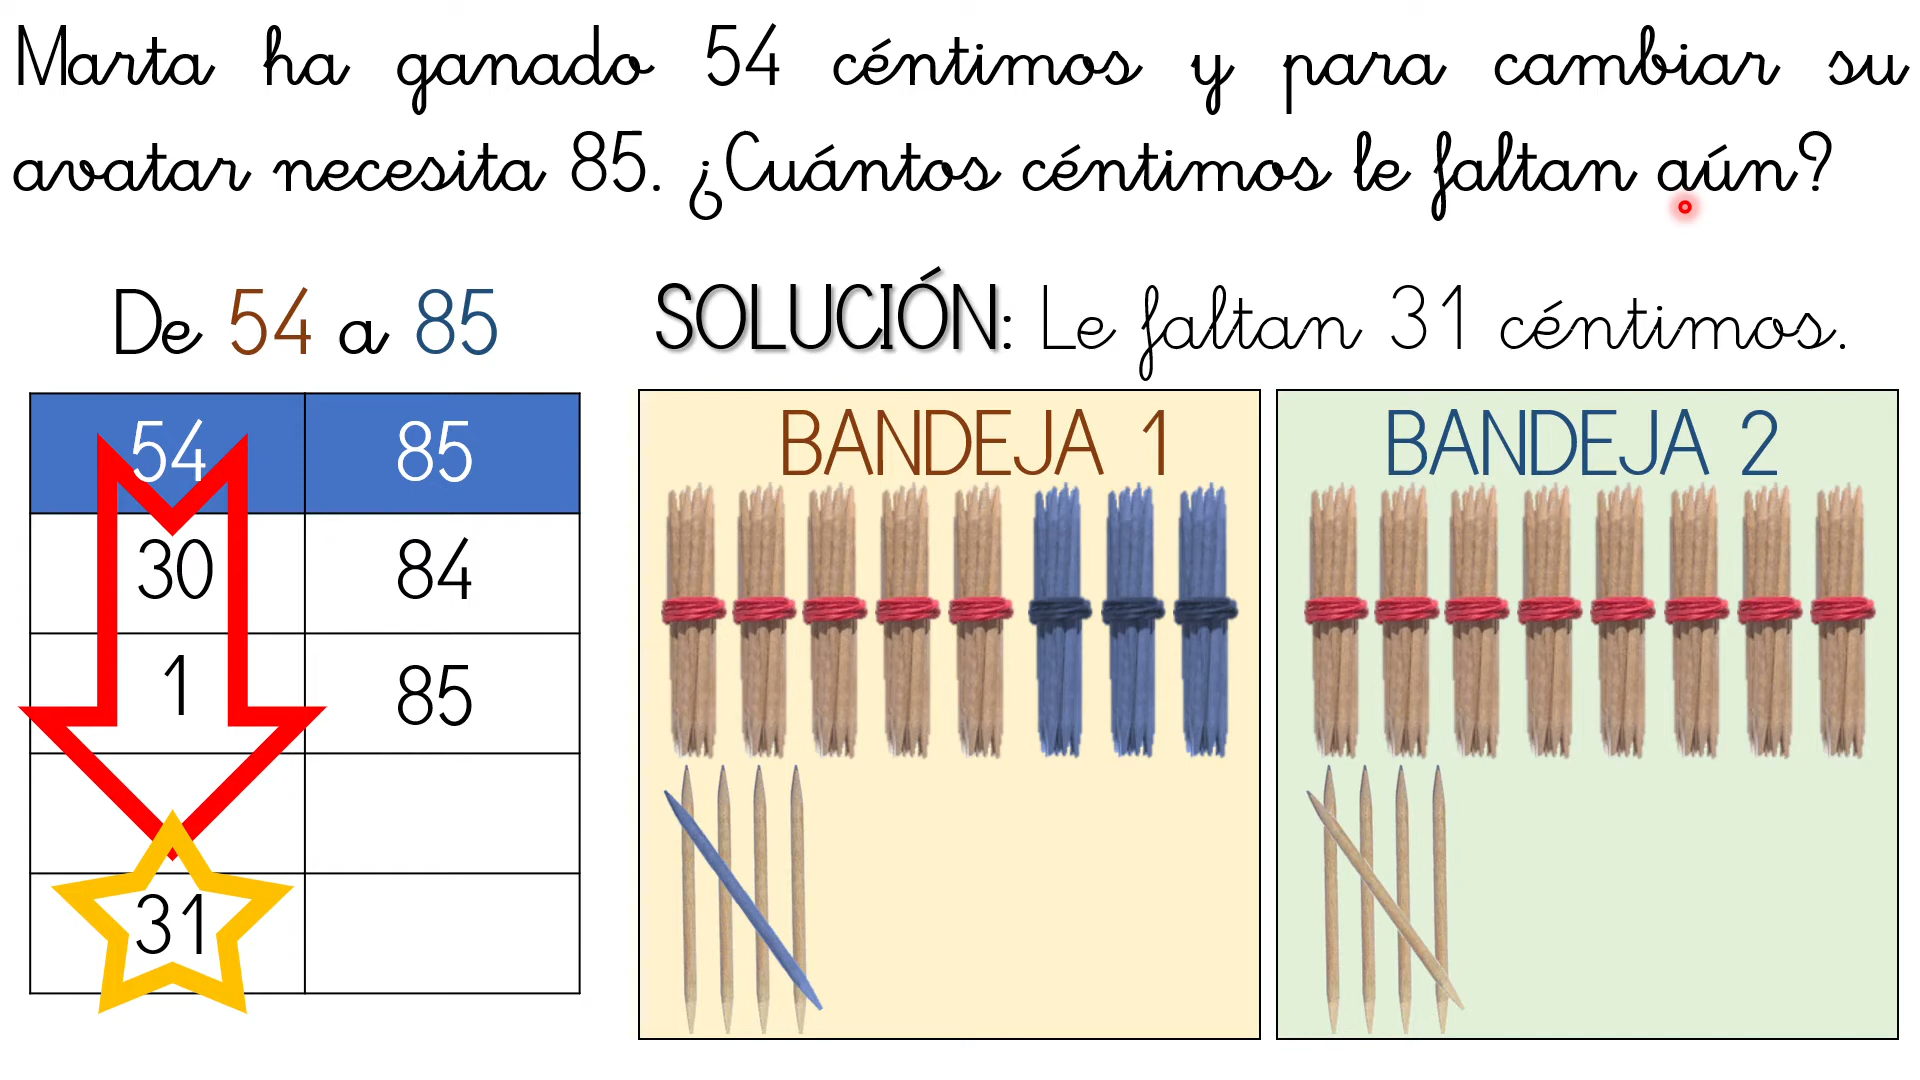 Marta ha ganado 54 céntimos y para cambiar su
avatar necesita 85. ¿Cuántos céntimos le faltan aún?
De 54 a 85
SOLUCIÓN: Le faltan 31 céntimos.
54 85
30 84
1 85
31
BANDEJA 1
BANDEJA 2